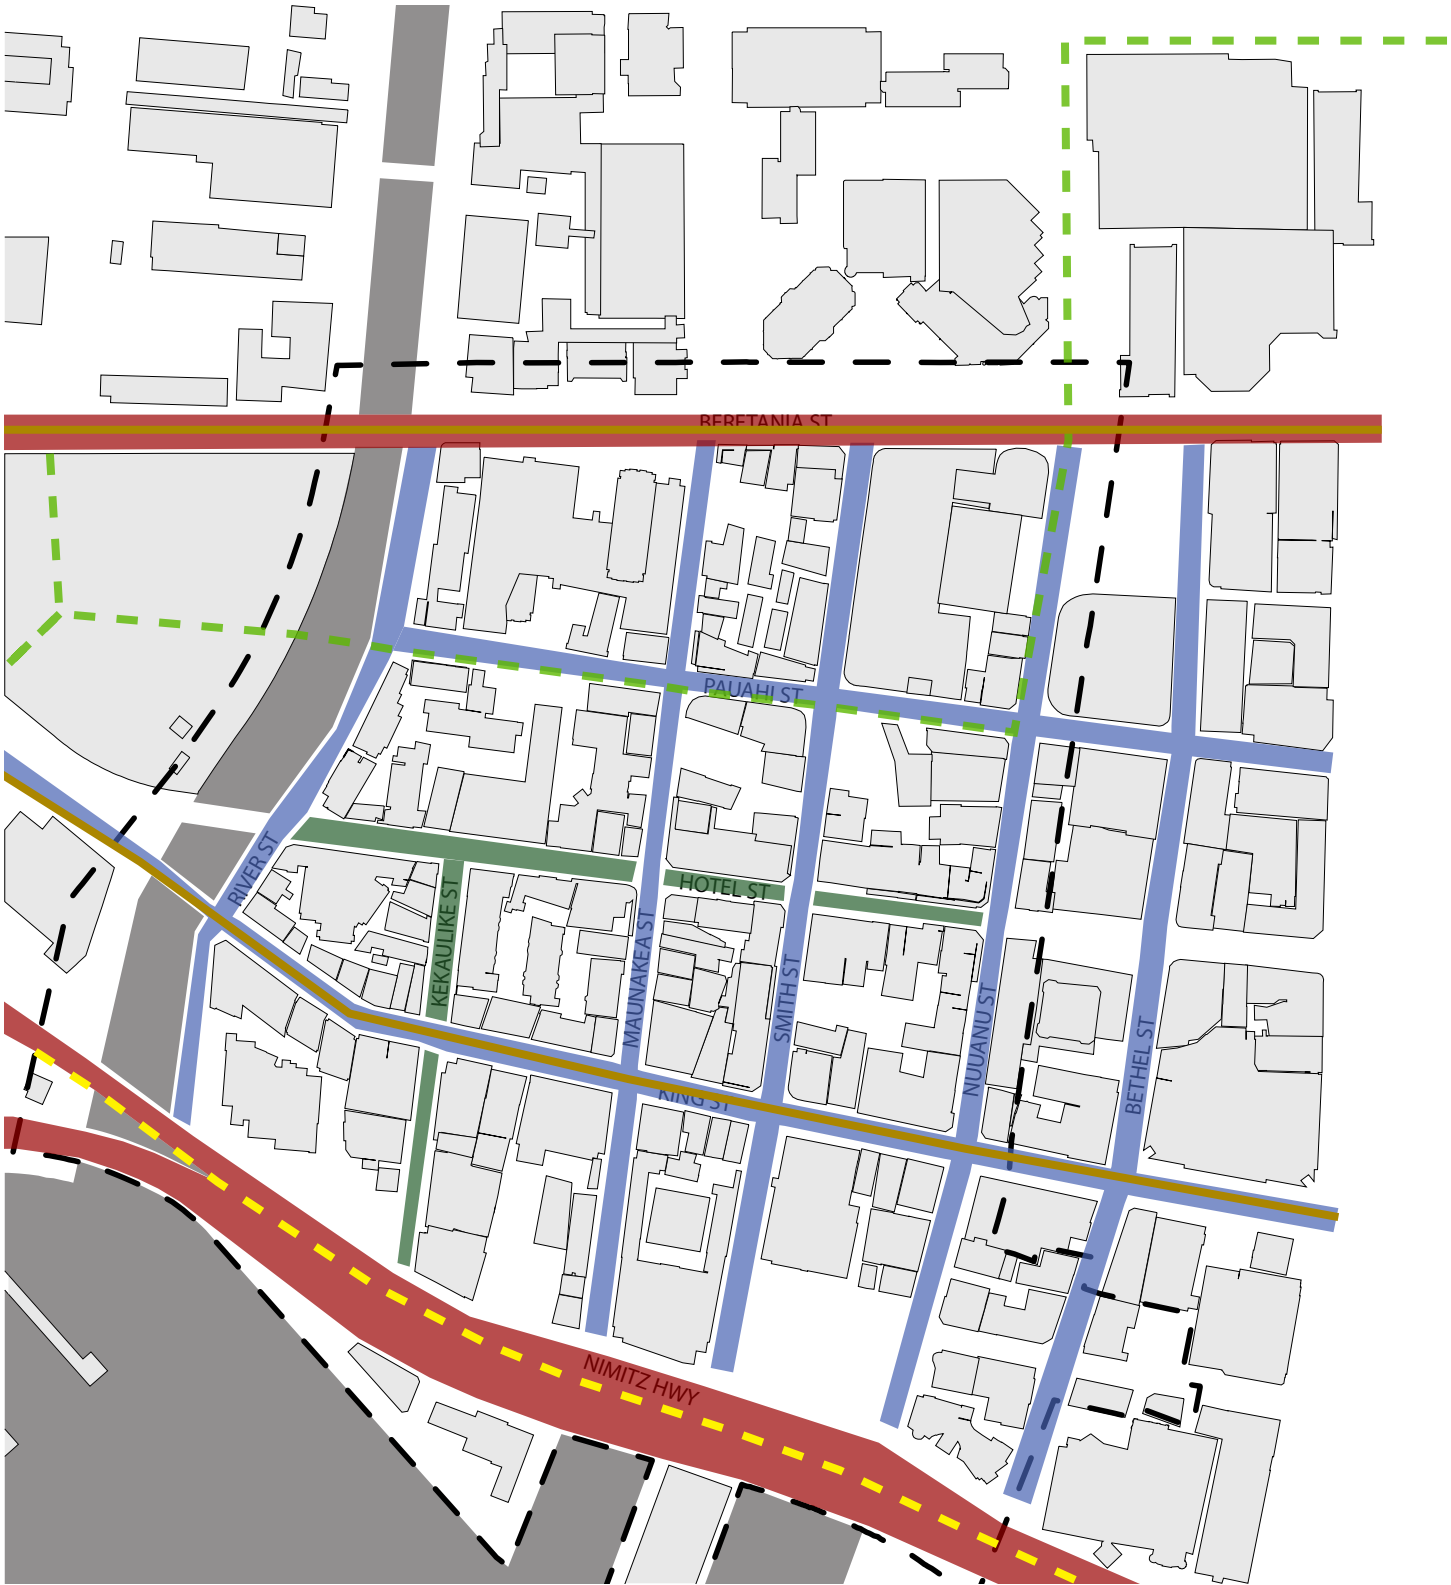 BERETANIA ST
PAUAHI ST
RIVER ST
HOTEL ST
KEKAULIKE ST
MAUNAKEA ST
SMITH ST
NUUANU ST
BETHEL ST
KING ST
NIMITZ HWY